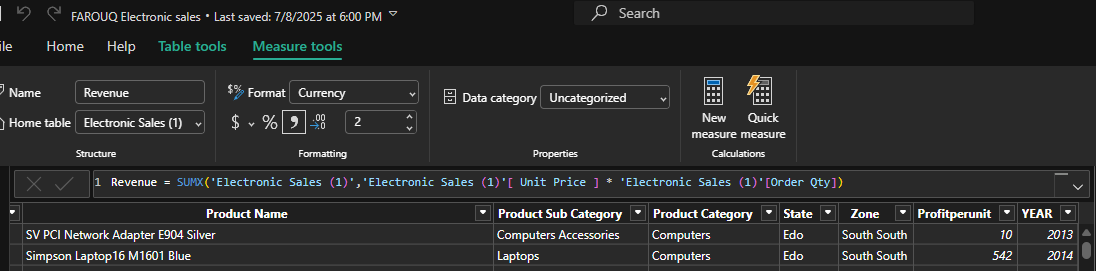 FAROUQ Electronic sales • Last saved: 7/8/2025 at 6:00 PM
Search
ile Home Help Table tools Measure tools
Name Revenue
$% Format Currency
Data category Uncategorized
Home table Electronic Sales (1)
$ % , .00 →.0 2
New measure
Quick measure
Structure Formatting Properties Calculations
1 Revenue = SUMX('Electronic Sales (1)','Electronic Sales (1)'[ Unit Price ] * 'Electronic Sales (1)'[Order Qty])
Product Name Product Sub Category Product Category State Zone Profitperunit YEAR
SV PCI Network Adapter E904 Silver Computers Accessories Computers Edo South South 10 2013
Simpson Laptop16 M1601 Blue Laptops Computers Edo South South 542 2014